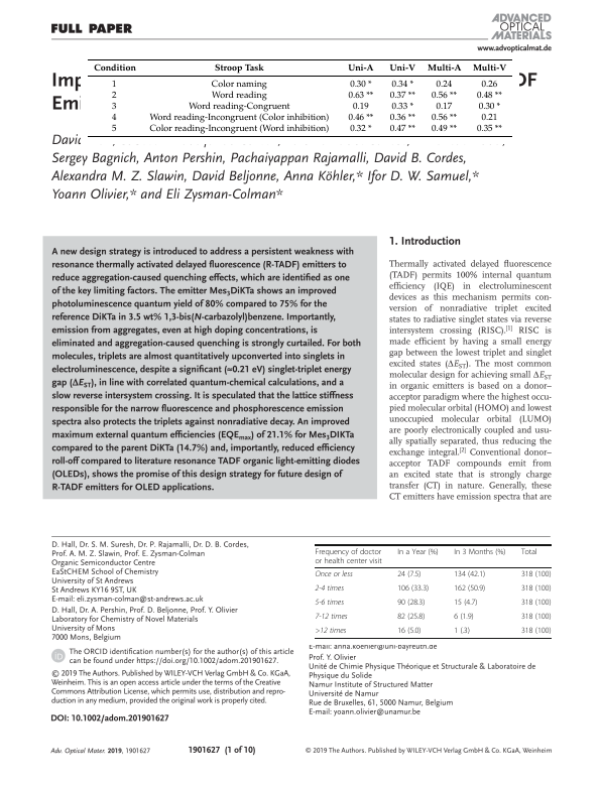 FULL PAPER
ADVANCED
OPTICAL
MATERIALS
www.advopticalmat.de
Condition Stroop Task Uni-A Uni-V Multi-A Multi-V
1 Color naming 0.30 * 0.34 * 0.24 0.26
2 Word reading 0.63 ** 0.37 ** 0.56 ** 0.48 **
3 Word reading-Congruent 0.19 0.33 * 0.17 0.30 *
4 Word reading-Incongruent (Color inhibition) 0.46 ** 0.36 ** 0.56 ** 0.21
5 Color reading-Incongruent (Word inhibition) 0.32 * 0.47 ** 0.49 ** 0.35 **
Sergey Bagnich, Anton Pershin, Pachaiyappan Rajamalli, David B. Cordes,
Alexandra M. Z. Slawin, David Beljonne, Anna Köhler,* Ifor D. W. Samuel,*
Yoann Olivier,* and Eli Zysman-Colman*
A new design strategy is introduced to address a persistent weakness with
resonance thermally activated delayed fluorescence (R-TADF) emitters to
reduce aggregation-caused quenching effects, which are identified as one
of the key limiting factors. The emitter Mes3DiKTa shows an improved
photoluminescence quantum yield of 80% compared to 75% for the
reference DiKTa in 3.5 wt% 1,3-bis(N-carbazolyl)benzene. Importantly,
emission from aggregates, even at high doping concentrations, is
eliminated and aggregation-caused quenching is strongly curtailed. For both
molecules, triplets are almost quantitatively upconverted into singlets in
electroluminescence, despite a significant (≈0.21 eV) singlet-triplet energy
gap (ΔEST), in line with correlated quantum-chemical calculations, and a
slow reverse intersystem crossing. It is speculated that the lattice stiffness
responsible for the narrow fluorescence and phosphorescence emission
spectra also protects the triplets against nonradiative decay. An improved
maximum external quantum efficiencies (EQEmax) of 21.1% for Mes3DIKTa
compared to the parent DiKTa (14.7%) and, importantly, reduced efficiency
roll-off compared to literature resonance TADF organic light-emitting diodes
(OLEDs), shows the promise of this design strategy for future design of
R-TADF emitters for OLED applications.
1. Introduction
Thermally activated delayed fluorescence
(TADF) permits 100% internal quantum
efficiency (IQE) in electroluminescent
devices as this mechanism permits con-
version of nonradiative triplet excited
states to radiative singlet states via reverse
intersystem crossing (RISC).[1] RISC is
made efficient by having a small energy
gap between the lowest triplet and singlet
excited states (ΔEST). The most common
molecular design for achieving small ΔEST
in organic emitters is based on a donor–
acceptor paradigm where the highest occu-
pied molecular orbital (HOMO) and lowest
unoccupied molecular orbital (LUMO)
are poorly electronically coupled and usu-
ally spatially separated, thus reducing the
exchange integral.[2] Conventional donor–
acceptor TADF compounds emit from
an excited state that is strongly charge
transfer (CT) in nature. Generally, these
CT emitters have emission spectra that are
D. Hall, Dr. S. M. Suresh, Dr. P. Rajamalli, Dr. D. B. Cordes,
Prof. A. M. Z. Slawin, Prof. E. Zysman-Colman
Organic Semiconductor Centre
EaStCHEM School of Chemistry
University of St Andrews
St Andrews KY16 9ST, UK
E-mail: eli.zysman-colman@st-andrews.ac.uk
D. Hall, Dr. A. Pershin, Prof. D. Beljonne, Prof. Y. Olivier
Laboratory for Chemistry of Novel Materials
University of Mons
7000 Mons, Belgium
The ORCID identification number(s) for the author(s) of this article
can be found under https://doi.org/10.1002/adom.201901627.
© 2019 The Authors. Published by WILEY-VCH Verlag GmbH & Co. KGaA,
Weinheim. This is an open access article under the terms of the Creative
Commons Attribution License, which permits use, distribution and repro-
duction in any medium, provided the original work is properly cited.
DOI: 10.1002/adom.201901627
Frequency of doctor In a Year (%) In 3 Months (%) Total
or health center visit
Once or less 24 (7.5) 134 (42.1) 318 (100)
2-4 times 106 (33.3) 162 (50.9) 318 (100)
5-6 times 90 (28.3) 15 (4.7) 318 (100)
7-12 times 82 (25.8) 6 (1.9) 318 (100)
>12 times 16 (5.0) 1 (.3) 318 (100)
E-mail: anna.koehler@uni-bayreuth.de
Prof. Y. Olivier
Unité de Chimie Physique Théorique et Structurale & Laboratoire de
Physique du Solide
Namur Institute of Structured Matter
Université de Namur
Rue de Bruxelles, 61, 5000 Namur, Belgium
E-mail: yoann.olivier@unamur.be
Adv. Optical Mater. 2019, 1901627
1901627 (1 of 10)
© 2019 The Authors. Published by WILEY-VCH Verlag GmbH & Co. KGaA, Weinheim